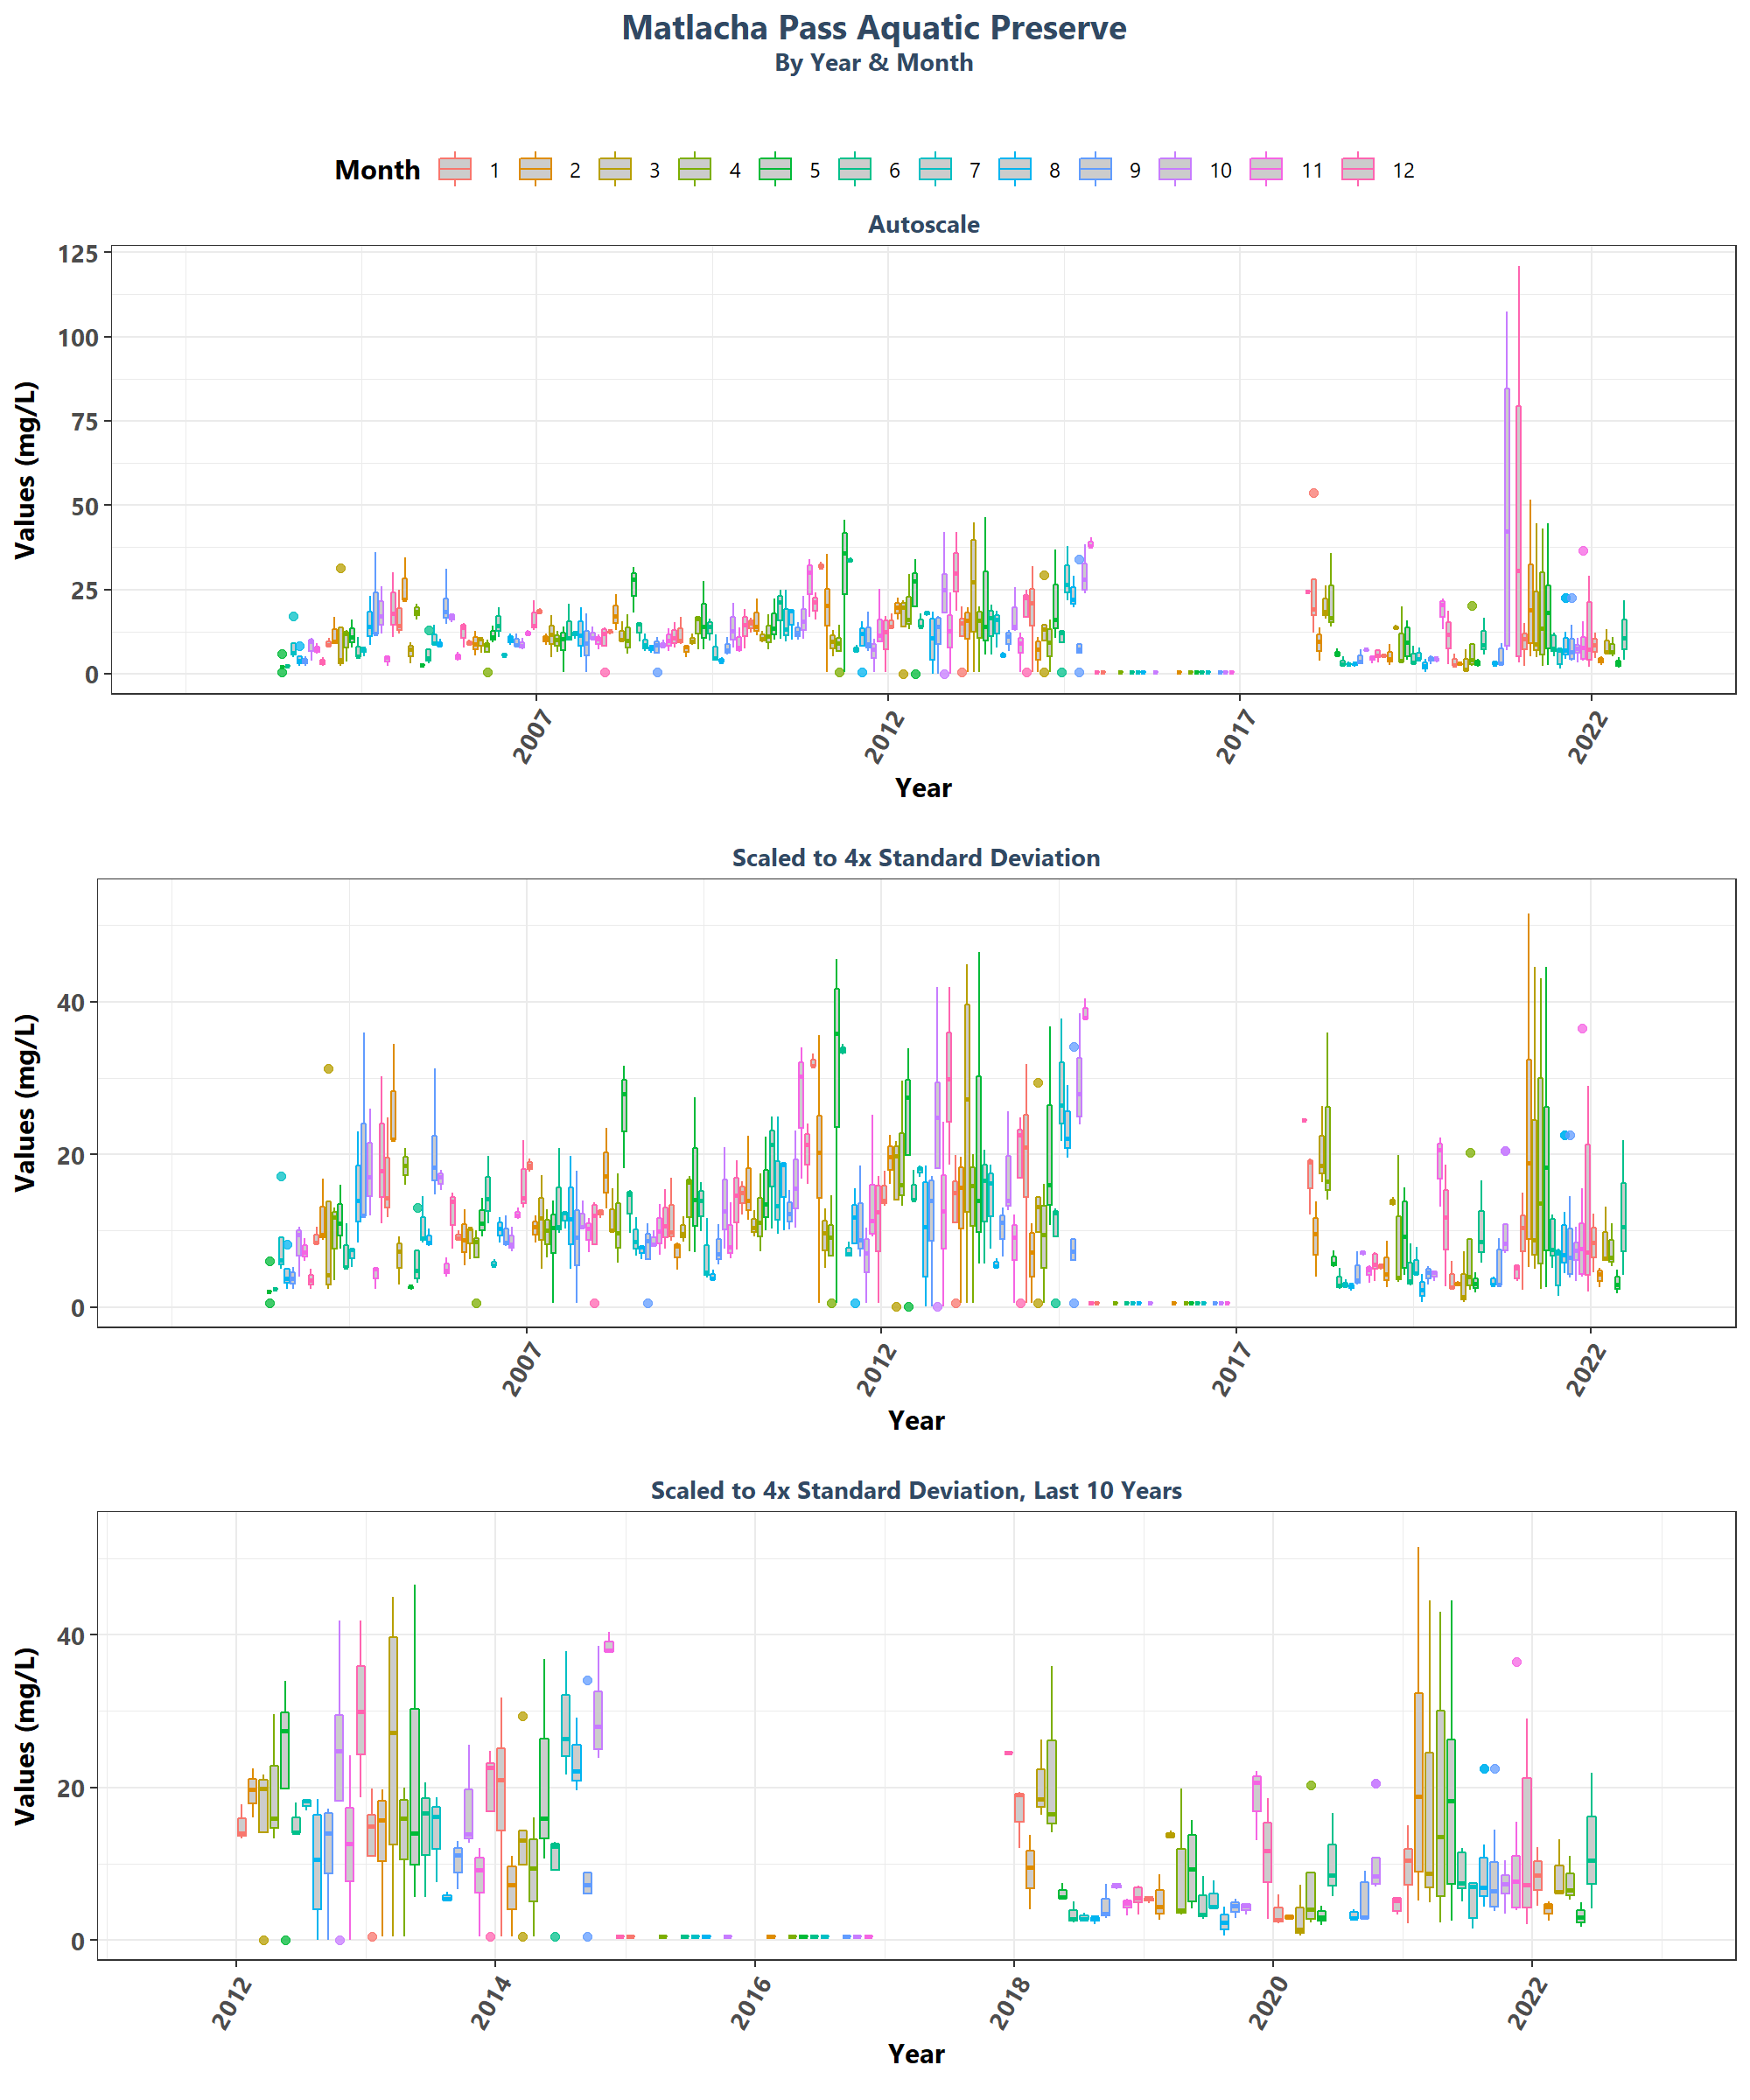 Matlacha Pass Aquatic Preserve
By Year & Month
Month 1 2 3 4 5 6 7 8 9 10 11 12
Autoscale
125
100
75
50
25
0
Values (mg/L)
2007 2012 2017 2022
Year
Scaled to 4x Standard Deviation
40
20
0
Values (mg/L)
2007 2012 2017 2022
Year
Scaled to 4x Standard Deviation, Last 10 Years
40
20
0
Values (mg/L)
2012 2014 2016 2018 2020 2022
Year